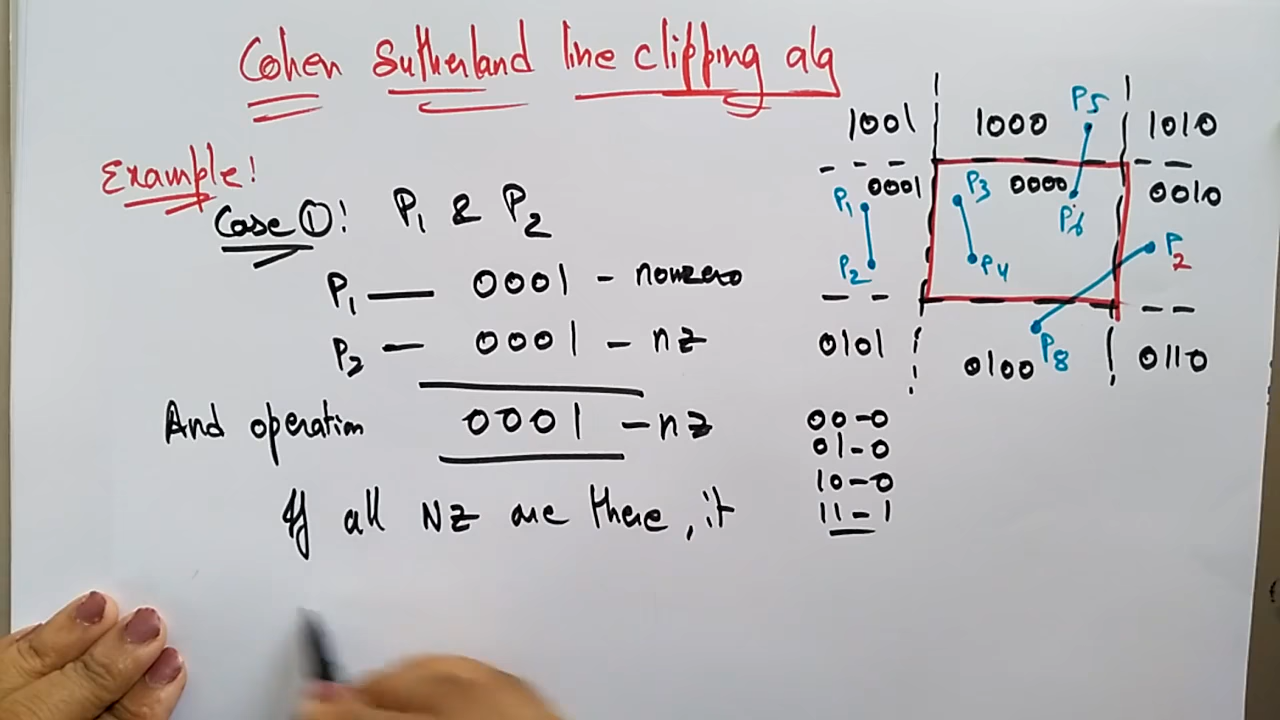 Cohen Sutherland line clipping alg
Example!
Case ①! P1 & P2
P1 — 0001 - nonzero
P2 — 0001 - nz
And operation 0001 - nz
If all NZ are there, it
1001 1000 P5 1010
P1 0001 P3 0000 P6 0010
P2 P4 P7
0101 0100 P8 0110
00-0
01-0
10-0
11-1